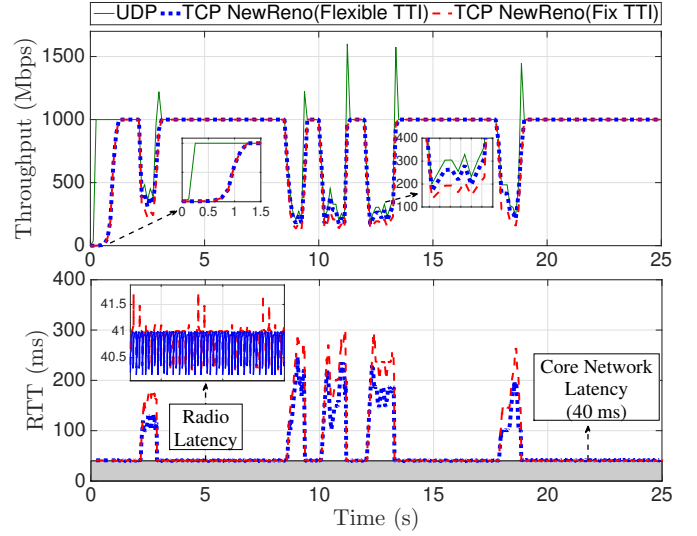 UDP TCP NewReno(Flexible TTI) TCP NewReno(Fix TTI)
Throughput (Mbps)
1500
1000
500
0
0 5 10 15 20 25
0 0.5 1 1.5
400
300
200
100
RTT (ms)
400
300
200
100
0
41.5
41
40.5
Radio
Latency
Core Network
Latency
(40 ms)
0 5 10 15 20 25
Time (s)